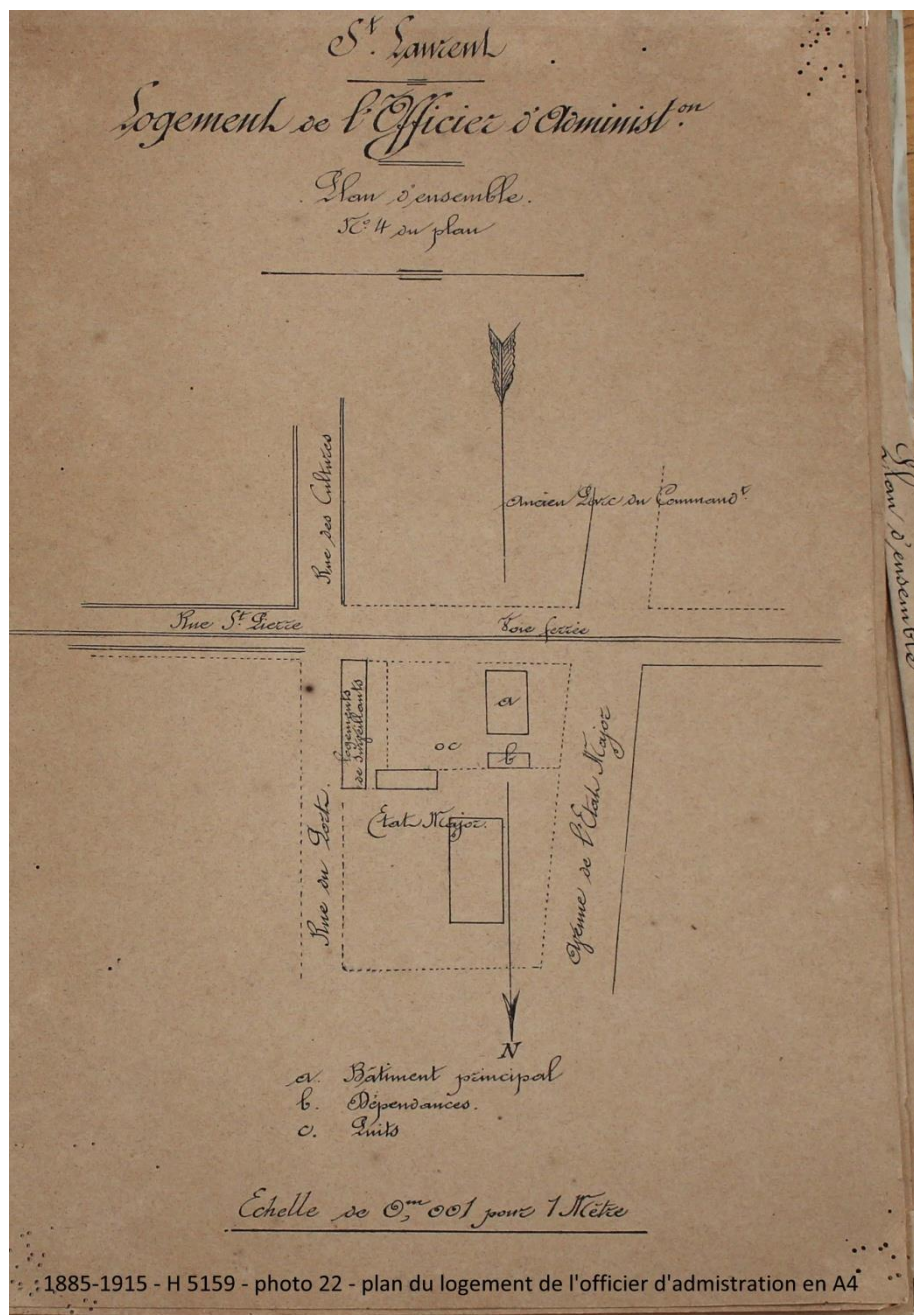 St. Laurent
Logement de l'Officier d'Administon.
Plan d'ensemble.
No. 4 du plan
Rue des Cultures
Ancien Parc du Commandt.
Plan d'ensemble
Rue St. Pierre
Voie ferrée
a
logements
de surveillants
oc
b
Etat Major.
Rue du Port.
Avenue de l'Etat Major
N
a. Bâtiment principal
b. Dépendances.
c. Puits
Echelle de 0,m 001 pour 1 Mètre
1885-1915 - H 5159 - photo 22 - plan du logement de l'officier d'admistration en A4